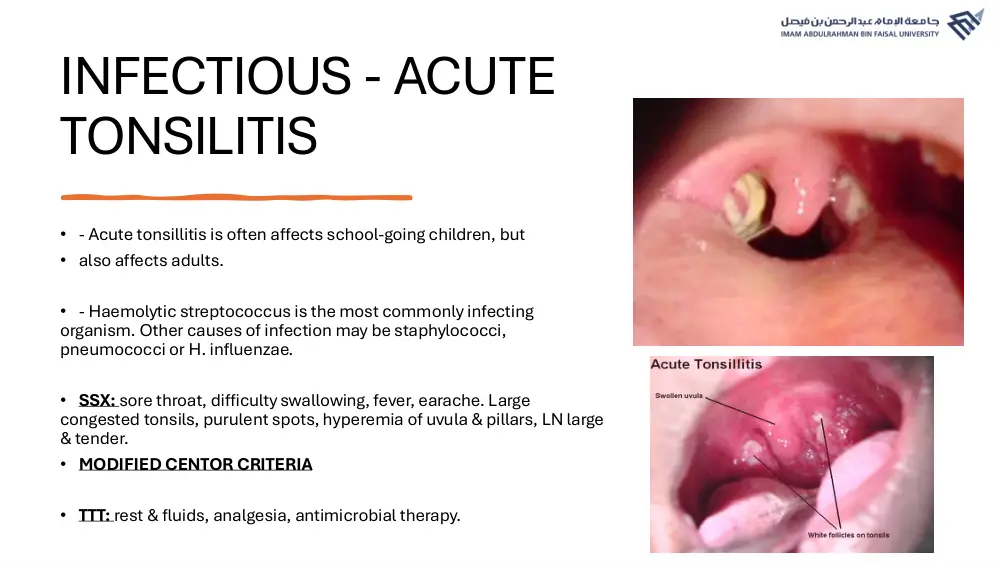 جامعة الإمام عبدالرحمن بن فيصل
IMAM ABDULRAHMAN BIN FAISAL UNIVERSITY
INFECTIOUS - ACUTE
TONSILITIS
• - Acute tonsillitis is often affects school-going children, but
• also affects adults.
• - Haemolytic streptococcus is the most commonly infecting
organism. Other causes of infection may be staphylococci,
pneumococci or H. influenzae.
• SSX: sore throat, difficulty swallowing, fever, earache. Large
congested tonsils, purulent spots, hyperemia of uvula & pillars, LN large
& tender.
• MODIFIED CENTOR CRITERIA
• TTT: rest & fluids, analgesia, antimicrobial therapy.
Acute Tonsillitis
Swollen uvula
White follicles on tonsils